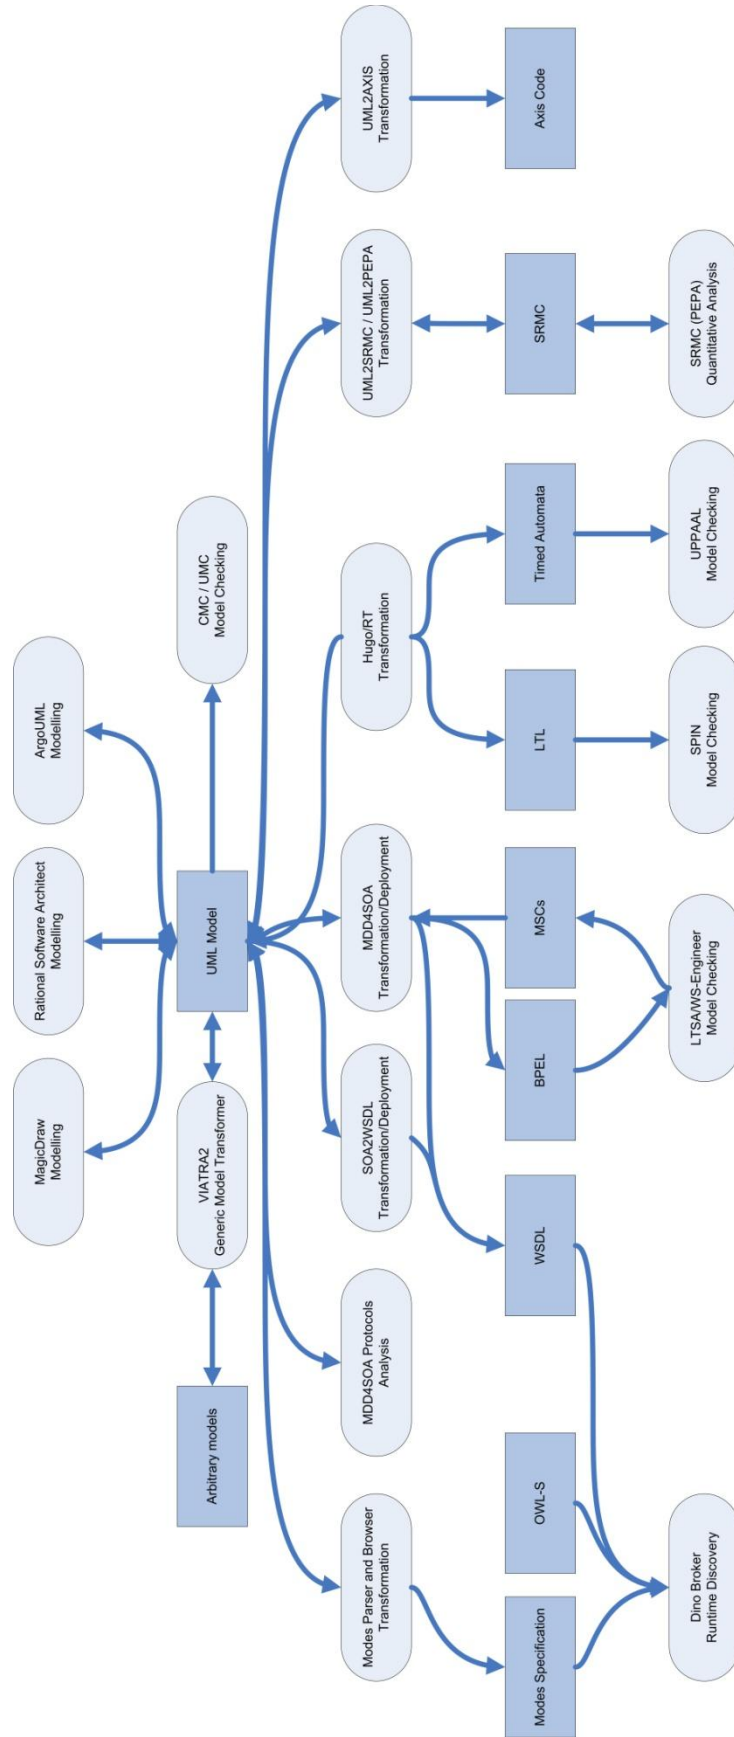 MagicDraw
Modelling
Rational Software Architect
Modelling
ArgoUML
Modelling
Arbitrary models
VIATRA2
Generic Model Transformer
UML Model
CMC / UMC
Model Checking
Modes Parser and Browser
Transformation
MDD4SOA Protocols
Analysis
SOA2WSDL
Transformation/Deployment
MDD4SOA
Transformation/Deployment
Hugo/RT
Transformation
UML2SRMC / UML2PEPA
Transformation
UML2AXIS
Transformation
Modes Specification
OWL-S
WSDL
BPEL
MSCs
LTL
Timed Automata
SRMC
Axis Code
Dino Broker
Runtime Discovery
LTSA/WS-Engineer
Model Checking
SPIN
Model Checking
UPPAAL
Model Checking
SRMC (PEPA)
Quantitative Analysis